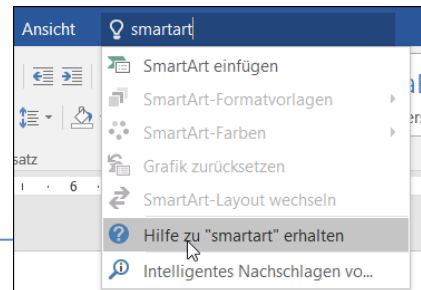 Ansicht
smartart
SmartArt einfügen
SmartArt-Formatvorlagen
SmartArt-Farben
satz
Grafik zurücksetzen
6
SmartArt-Layout wechseln
Hilfe zu "smartart" erhalten
Intelligentes Nachschlagen vo...